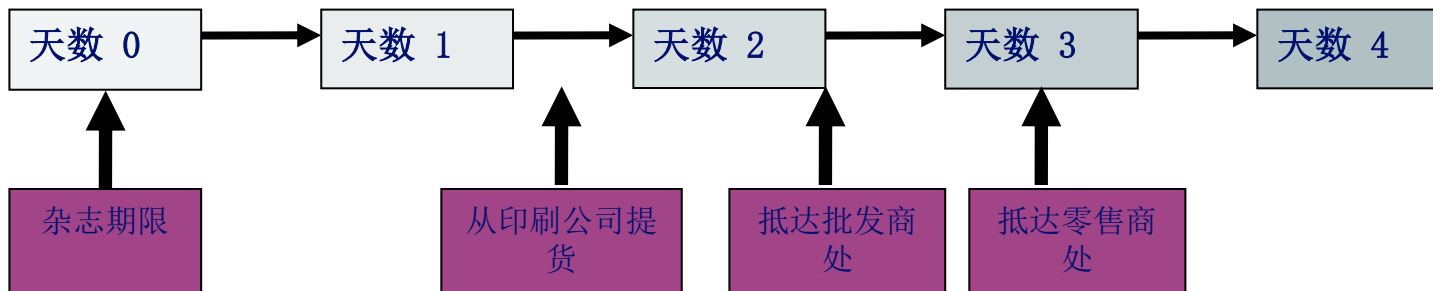 天数 0
天数 1
天数 2
天数 3
天数 4
杂志期限
从印刷公司提
货
抵达批发商
处
抵达零售商
处